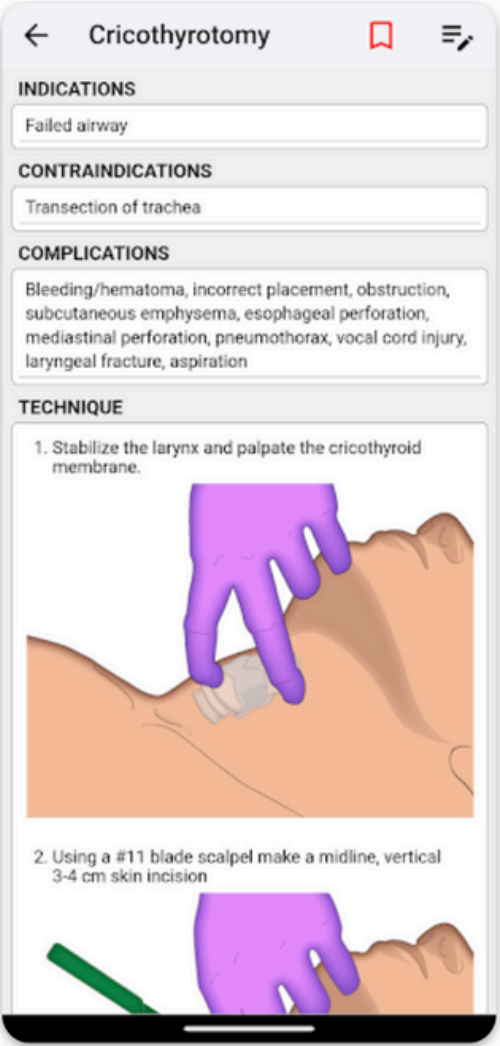 Cricothyrotomy
INDICATIONS
Failed airway
CONTRAINDICATIONS
Transection of trachea
COMPLICATIONS
Bleeding/hematoma, incorrect placement, obstruction,
subcutaneous emphysema, esophageal perforation,
mediastinal perforation, pneumothorax, vocal cord injury,
laryngeal fracture, aspiration
TECHNIQUE
1. Stabilize the larynx and palpate the cricothyroid
membrane.
2. Using a #11 blade scalpel make a midline, vertical
3-4 cm skin incision